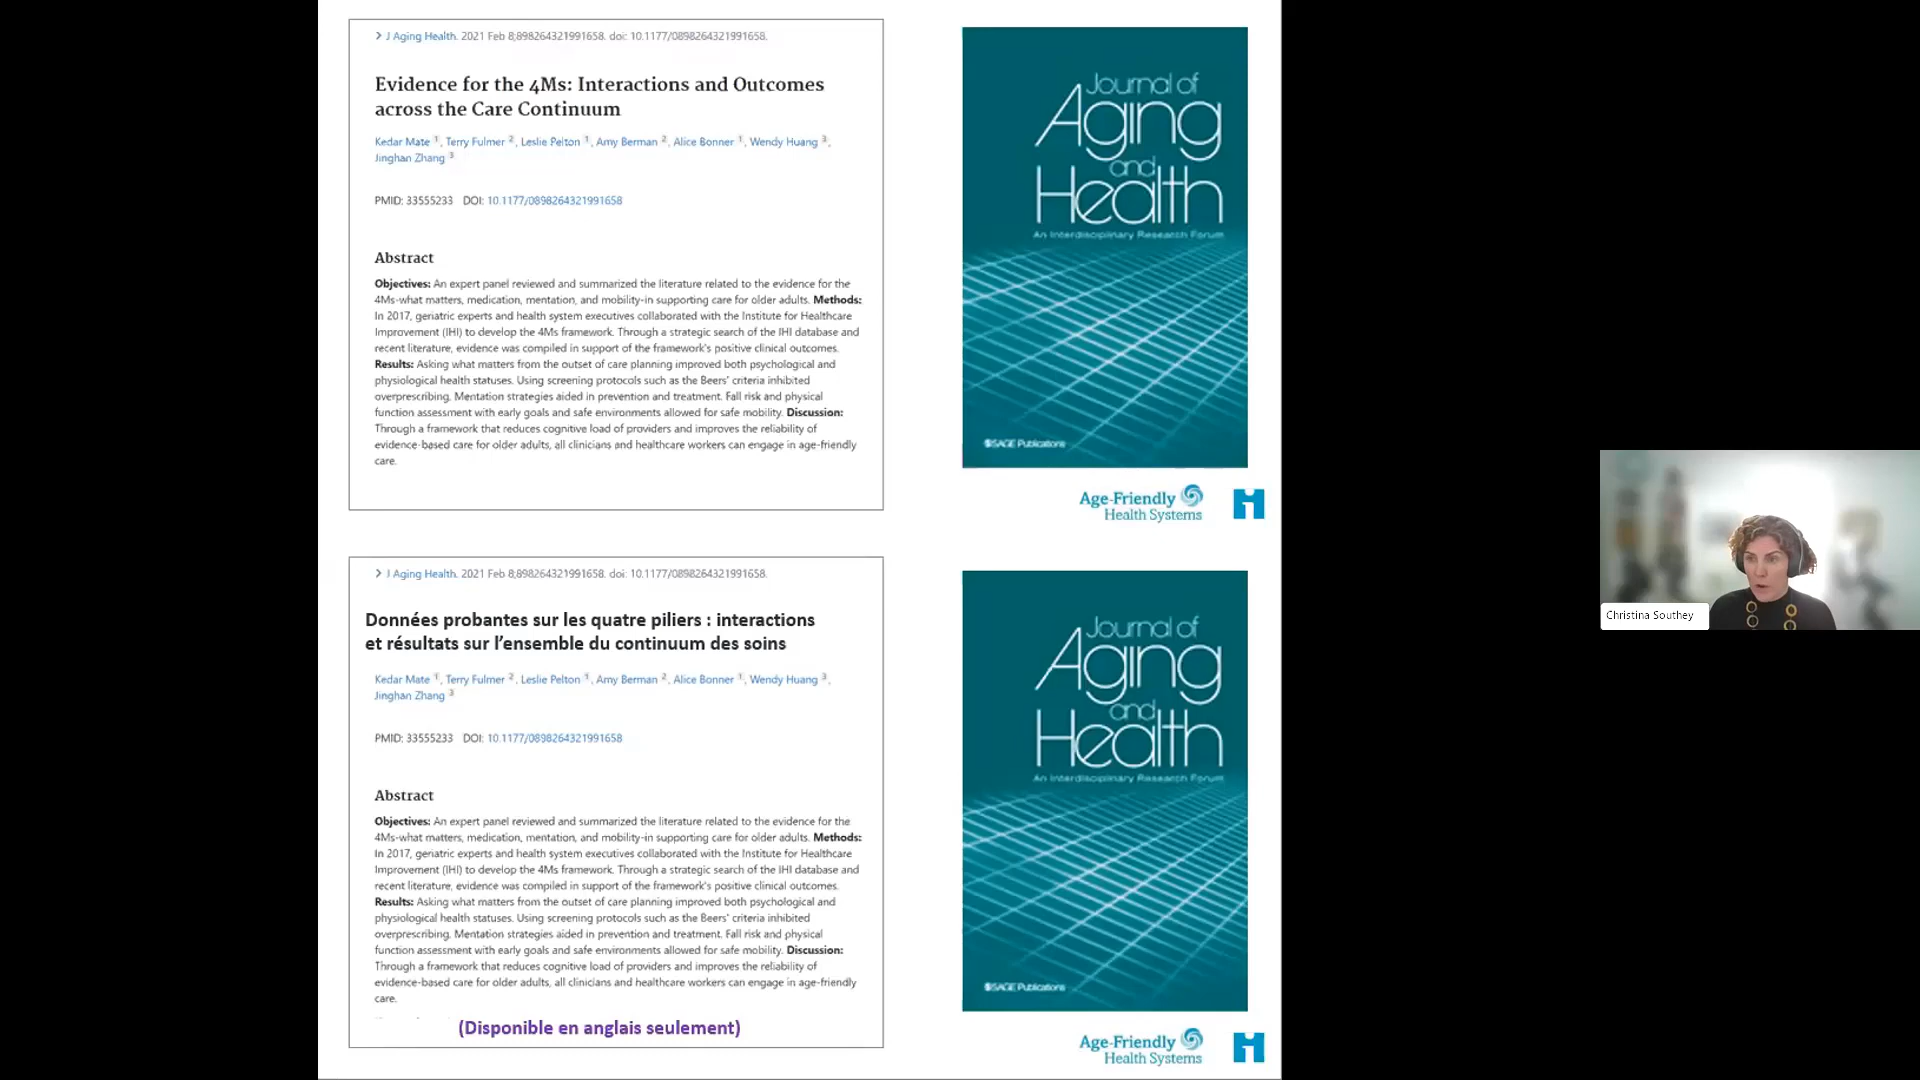 > J Aging Health. 2021 Feb 8;898264321991658. doi: 10.1177/0898264321991658.
Evidence for the 4Ms: Interactions and Outcomes
across the Care Continuum
Kedar Mate 1, Terry Fulmer 2, Leslie Pelton 1, Amy Berman 2, Alice Bonner 1, Wendy Huang 3,
Jinghan Zhang 3
PMID: 33555233 DOI: 10.1177/0898264321991658
Abstract
Objectives: An expert panel reviewed and summarized the literature related to the evidence for the
4Ms-what matters, medication, mentation, and mobility-in supporting care for older adults. Methods:
In 2017, geriatric experts and health system executives collaborated with the Institute for Healthcare
Improvement (IHI) to develop the 4Ms framework. Through a strategic search of the IHI database and
recent literature, evidence was compiled in support of the framework's positive clinical outcomes.
Results: Asking what matters from the outset of care planning improved both psychological and
physiological health statuses. Using screening protocols such as the Beers' criteria inhibited
overprescribing. Mentation strategies aided in prevention and treatment. Fall risk and physical
function assessment with early goals and safe environments allowed for safe mobility. Discussion:
Through a framework that reduces cognitive load of providers and improves the reliability of
evidence-based care for older adults, all clinicians and healthcare workers can engage in age-friendly
care.
Journal of
Aging
and
Health
An Interdisciplinary Research Forum
SAGE Publications
Age-Friendly
Health Systems
> J Aging Health. 2021 Feb 8;898264321991658. doi: 10.1177/0898264321991658.
Données probantes sur les quatre piliers : interactions
et résultats sur l'ensemble du continuum des soins
Kedar Mate 1, Terry Fulmer 2, Leslie Pelton 1, Amy Berman 2, Alice Bonner 1, Wendy Huang 3,
Jinghan Zhang 3
PMID: 33555233 DOI: 10.1177/0898264321991658
Abstract
Objectives: An expert panel reviewed and summarized the literature related to the evidence for the
4Ms-what matters, medication, mentation, and mobility-in supporting care for older adults. Methods:
In 2017, geriatric experts and health system executives collaborated with the Institute for Healthcare
Improvement (IHI) to develop the 4Ms framework. Through a strategic search of the IHI database and
recent literature, evidence was compiled in support of the framework's positive clinical outcomes.
Results: Asking what matters from the outset of care planning improved both psychological and
physiological health statuses. Using screening protocols such as the Beers' criteria inhibited
overprescribing. Mentation strategies aided in prevention and treatment. Fall risk and physical
function assessment with early goals and safe environments allowed for safe mobility. Discussion:
Through a framework that reduces cognitive load of providers and improves the reliability of
evidence-based care for older adults, all clinicians and healthcare workers can engage in age-friendly
care.
(Disponible en anglais seulement)
Journal of
Aging
and
Health
An Interdisciplinary Research Forum
SAGE Publications
Age-Friendly
Health Systems
Christina Southey